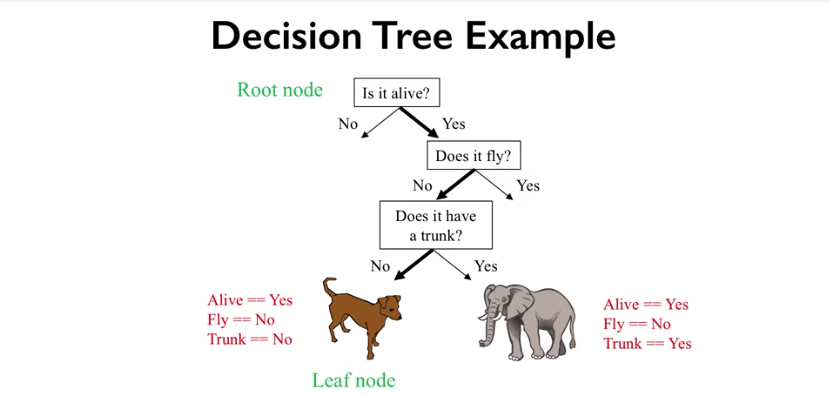 Decision Tree Example
Root node
Is it alive?
No
Yes
Does it fly?
No
Yes
Does it have
a trunk?
No
Yes
Alive == Yes
Fly == No
Trunk == No
Alive == Yes
Fly == No
Trunk == Yes
Leaf node